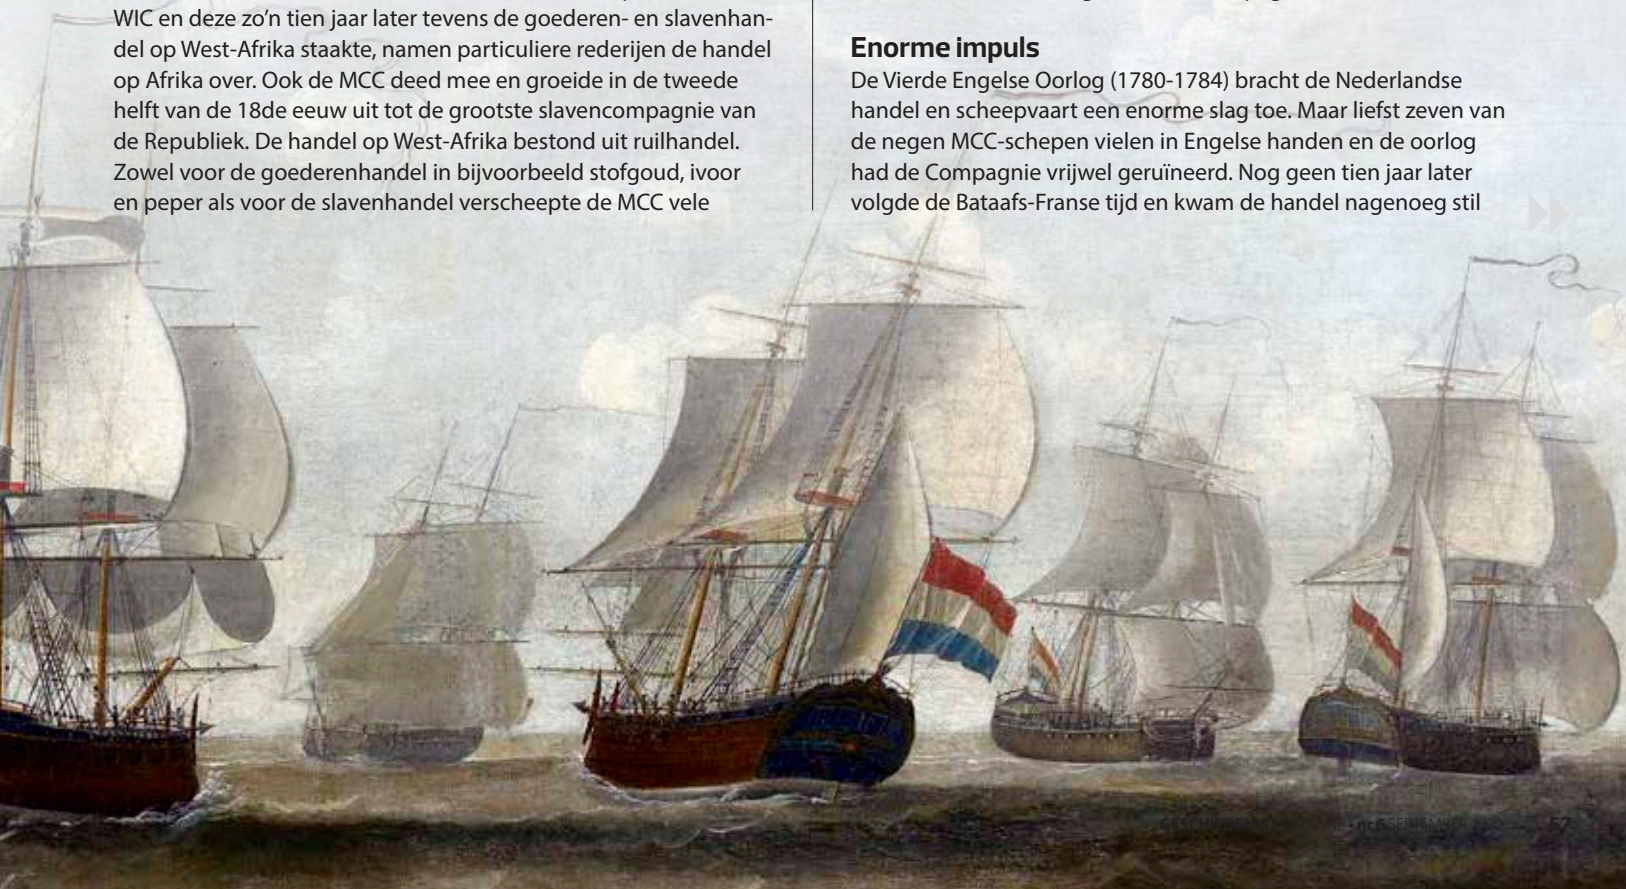 WIC en deze zo’n tien jaar later tevens de goederen- en slavenhan-
del op West-Afrika staakte, namen particuliere rederijen de handel
op Afrika over. Ook de MCC deed mee en groeide in de tweede
helft van de 18de eeuw uit tot de grootste slavencompagnie van
de Republiek. De handel op West-Afrika bestond uit ruilhandel.
Zowel voor de goederenhandel in bijvoorbeeld stofgoud, ivoor
en peper als voor de slavenhandel verscheepte de MCC vele
Enorme impuls
De Vierde Engelse Oorlog (1780-1784) bracht de Nederlandse
handel en scheepvaart een enorme slag toe. Maar liefst zeven van
de negen MCC-schepen vielen in Engelse handen en de oorlog
had de Compagnie vrijwel geruïneerd. Nog geen tien jaar later
volgde de Bataafs-Franse tijd en kwam de handel nagenoeg stil
• nr 6 SEPTEMBER 57